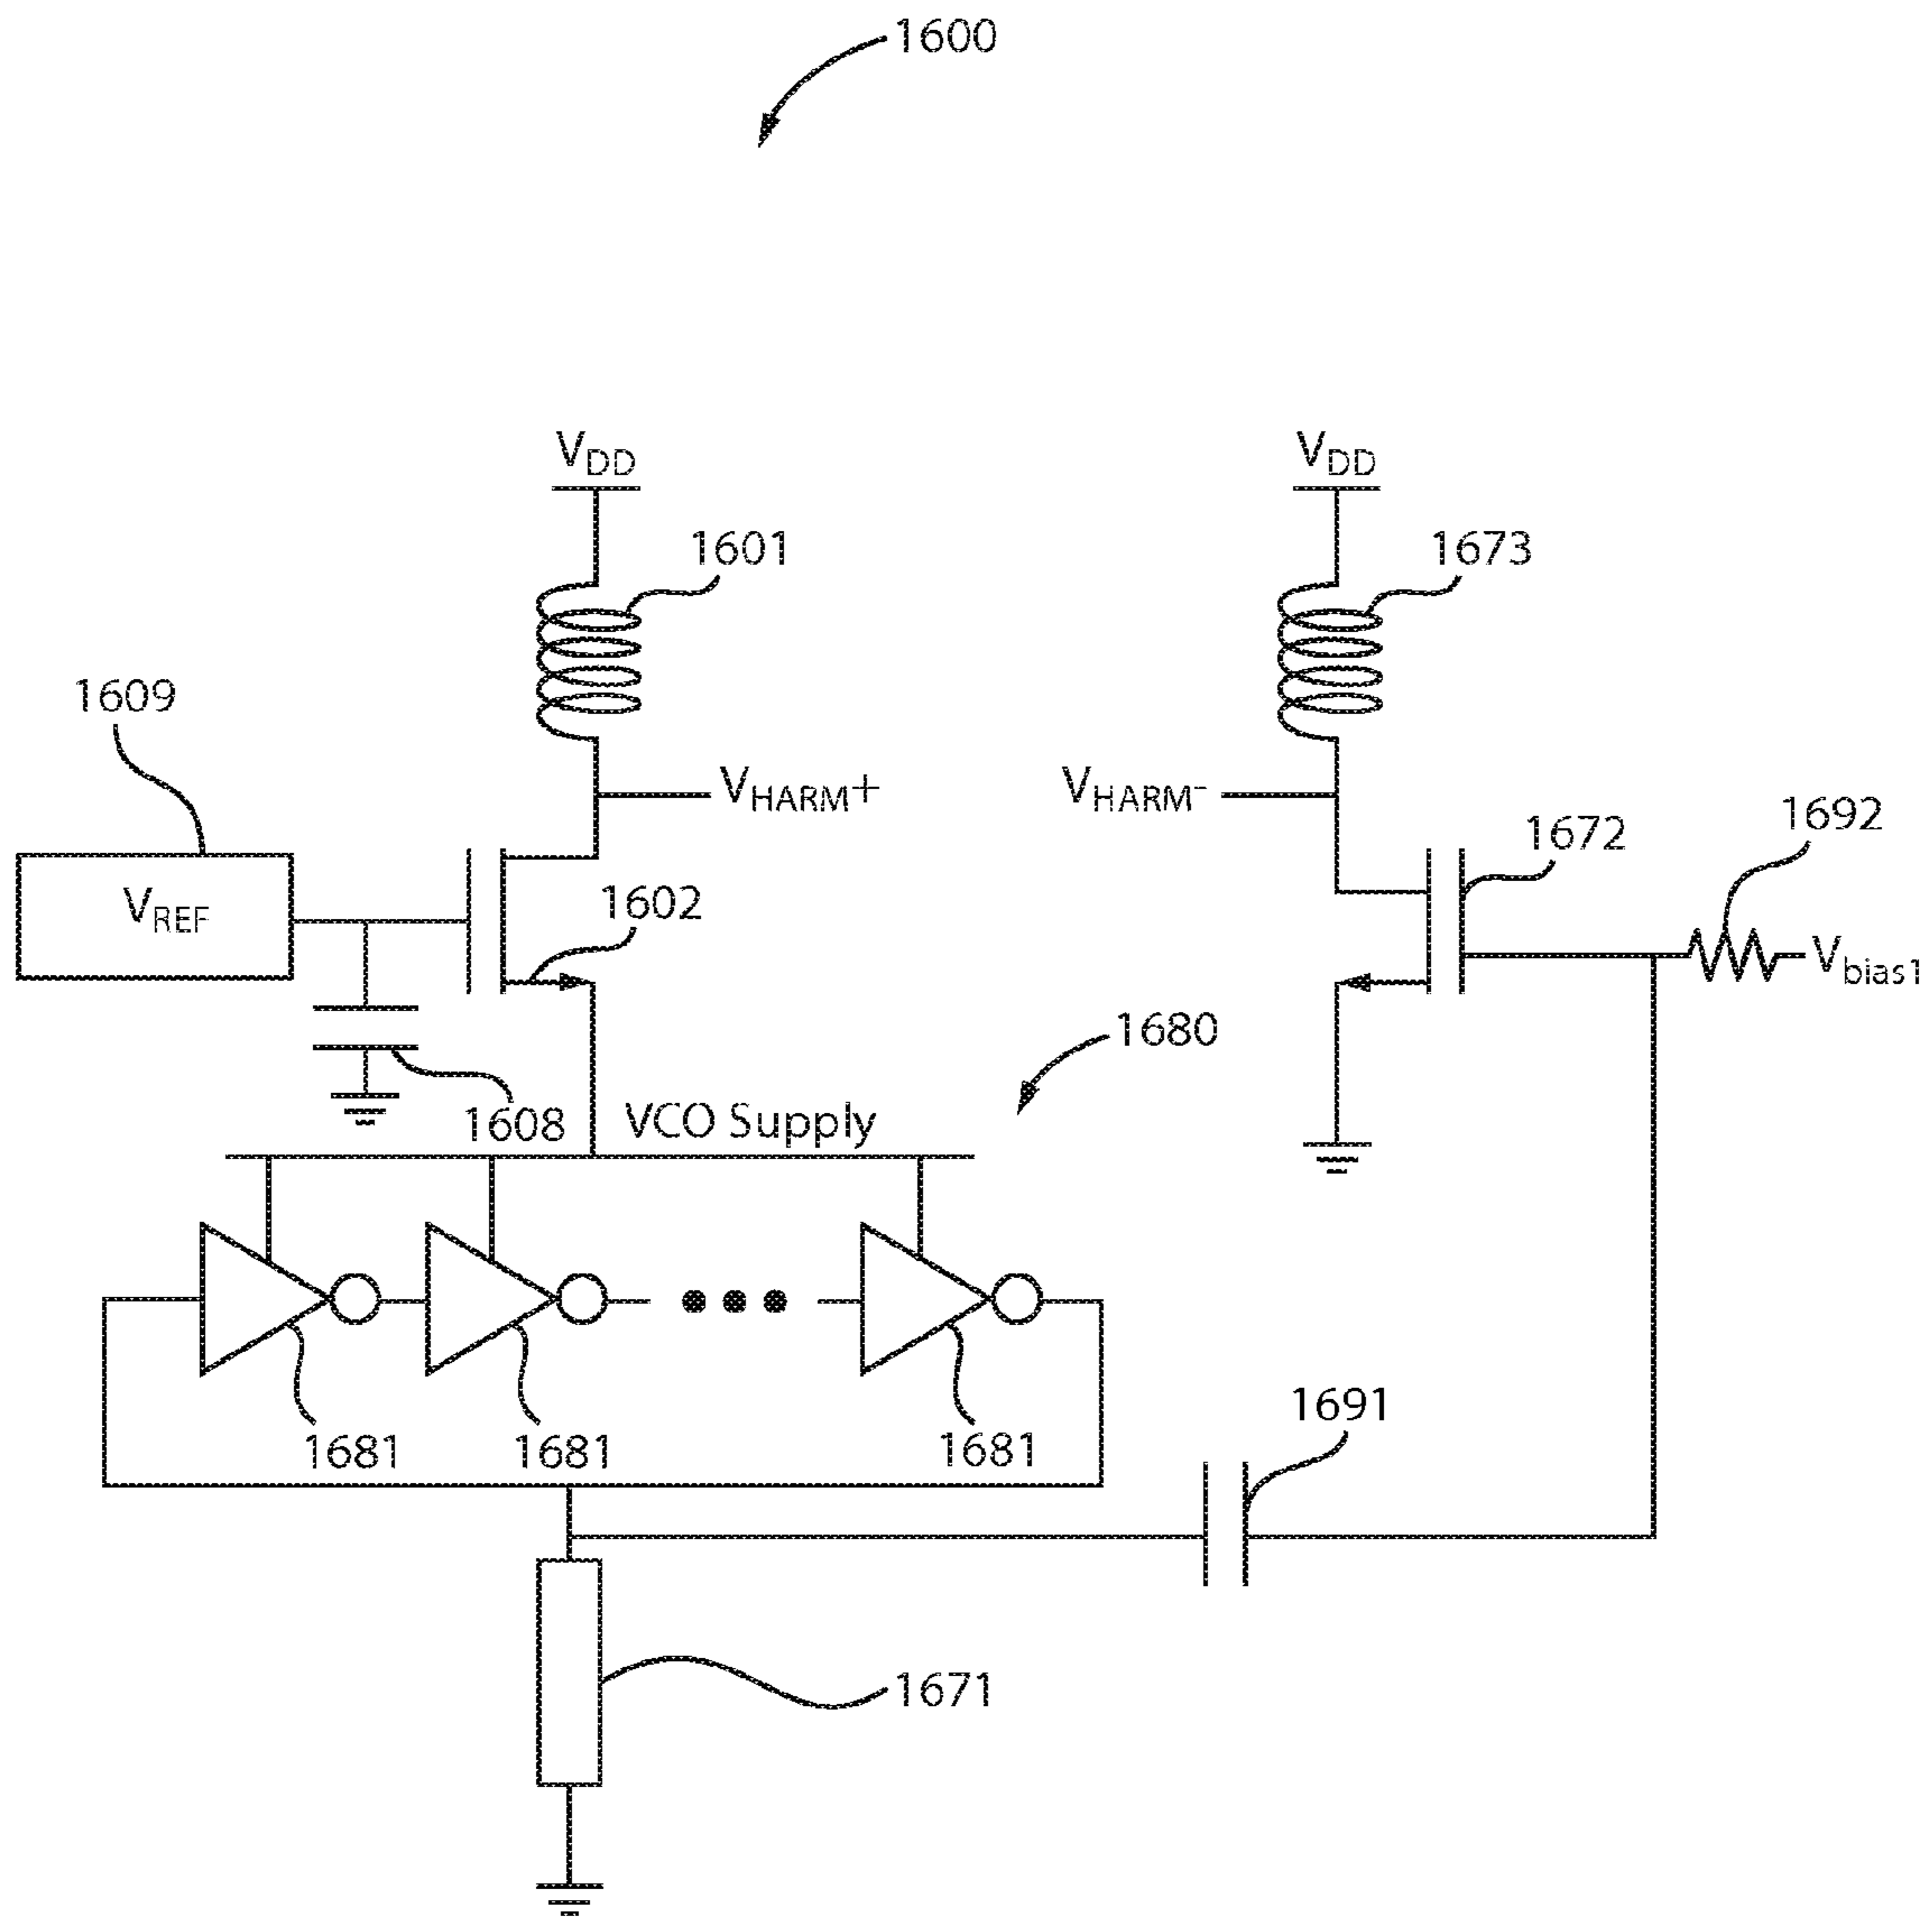 1600
VDD
VDD
1601
1673
1609
VHARM+
VHARM-
1692
1672
VREF
1602
Vbias1
1680
1608
VCO Supply
1691
1681
1681
1681
1671